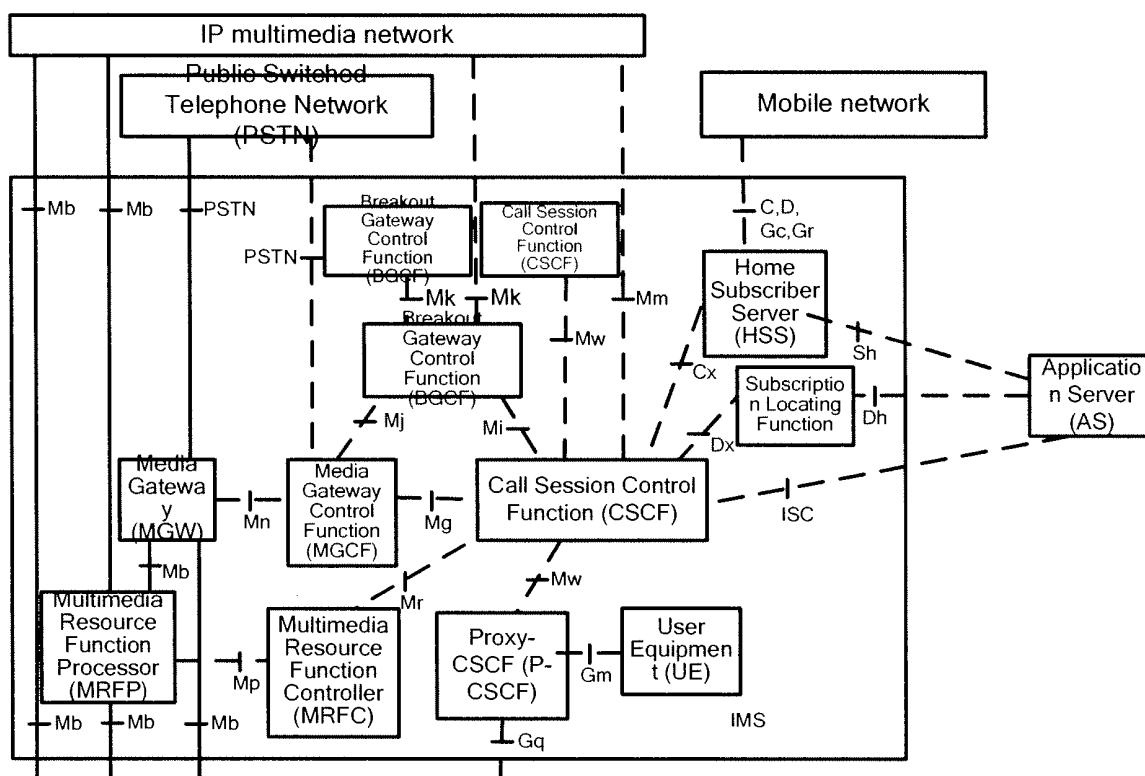 IP multimedia network
Public Switched
Telephone Network
(PSTN)
Mobile network
Mb
Mb
PSTN
C,D,
Gc,Gr
Breakout
Gateway
Control
Function
(BGCF)
Call Session
Control
Function
(CSCF)
PSTN
Home
Subscriber
Server
(HSS)
Mk
Mk
Mm
Mw
Sh
Breakout
Gateway
Control
Function
(BGCF)
Cx
Applicatio
n Server
(AS)
Subscriptio
n Locating
Function
Dh
Mj
Mi
Dx
Media
Gatewa
y
(MGW)
Mn
Media
Gateway
Control
Function
(MGCF)
Mg
Call Session Control
Function (CSCF)
ISC
Mb
Mr
Mw
Multimedia
Resource
Function
Processor
(MRFP)
Mp
Multimedia
Resource
Function
Controller
(MRFC)
Proxy-
CSCF (P-
CSCF)
Gm
User
Equipmen
t (UE)
Mb
Mb
Mb
Gq
IMS